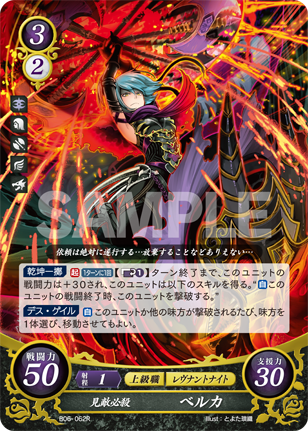 3
2
SAMPLE
依頼は絶対に遂行する…放棄することなどありえない…
乾坤一擲 起 1ターンに1回 ターン終了まで、このユニットの
戦闘力は+30され、このユニットは以下のスキルを得る。“自こ
のユニットの戦闘終了時、このユニットを撃破する。”
デス・ゲイル 自 このユニットか他の味方が撃破されるたび、味方を
1体選び、移動させてもよい。
戦闘力
50
射程 1 上級職 レヴナントナイト
支援力
30
見敵必殺 ベルカ
B06-062R
Illust:とよた瑣織